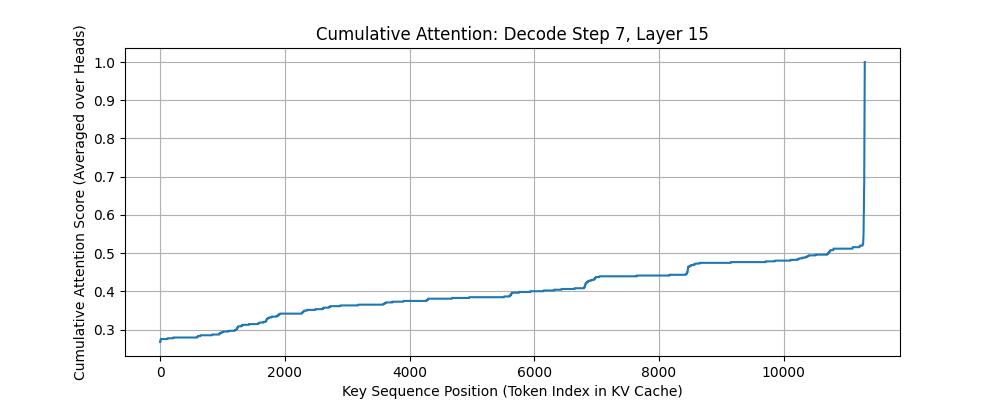 Cumulative Attention: Decode Step 7, Layer 15
Cumulative Attention Score (Averaged over Heads)
1.0
0.9
0.8
0.7
0.6
0.5
0.4
0.3
0 2000 4000 6000 8000 10000
Key Sequence Position (Token Index in KV Cache)